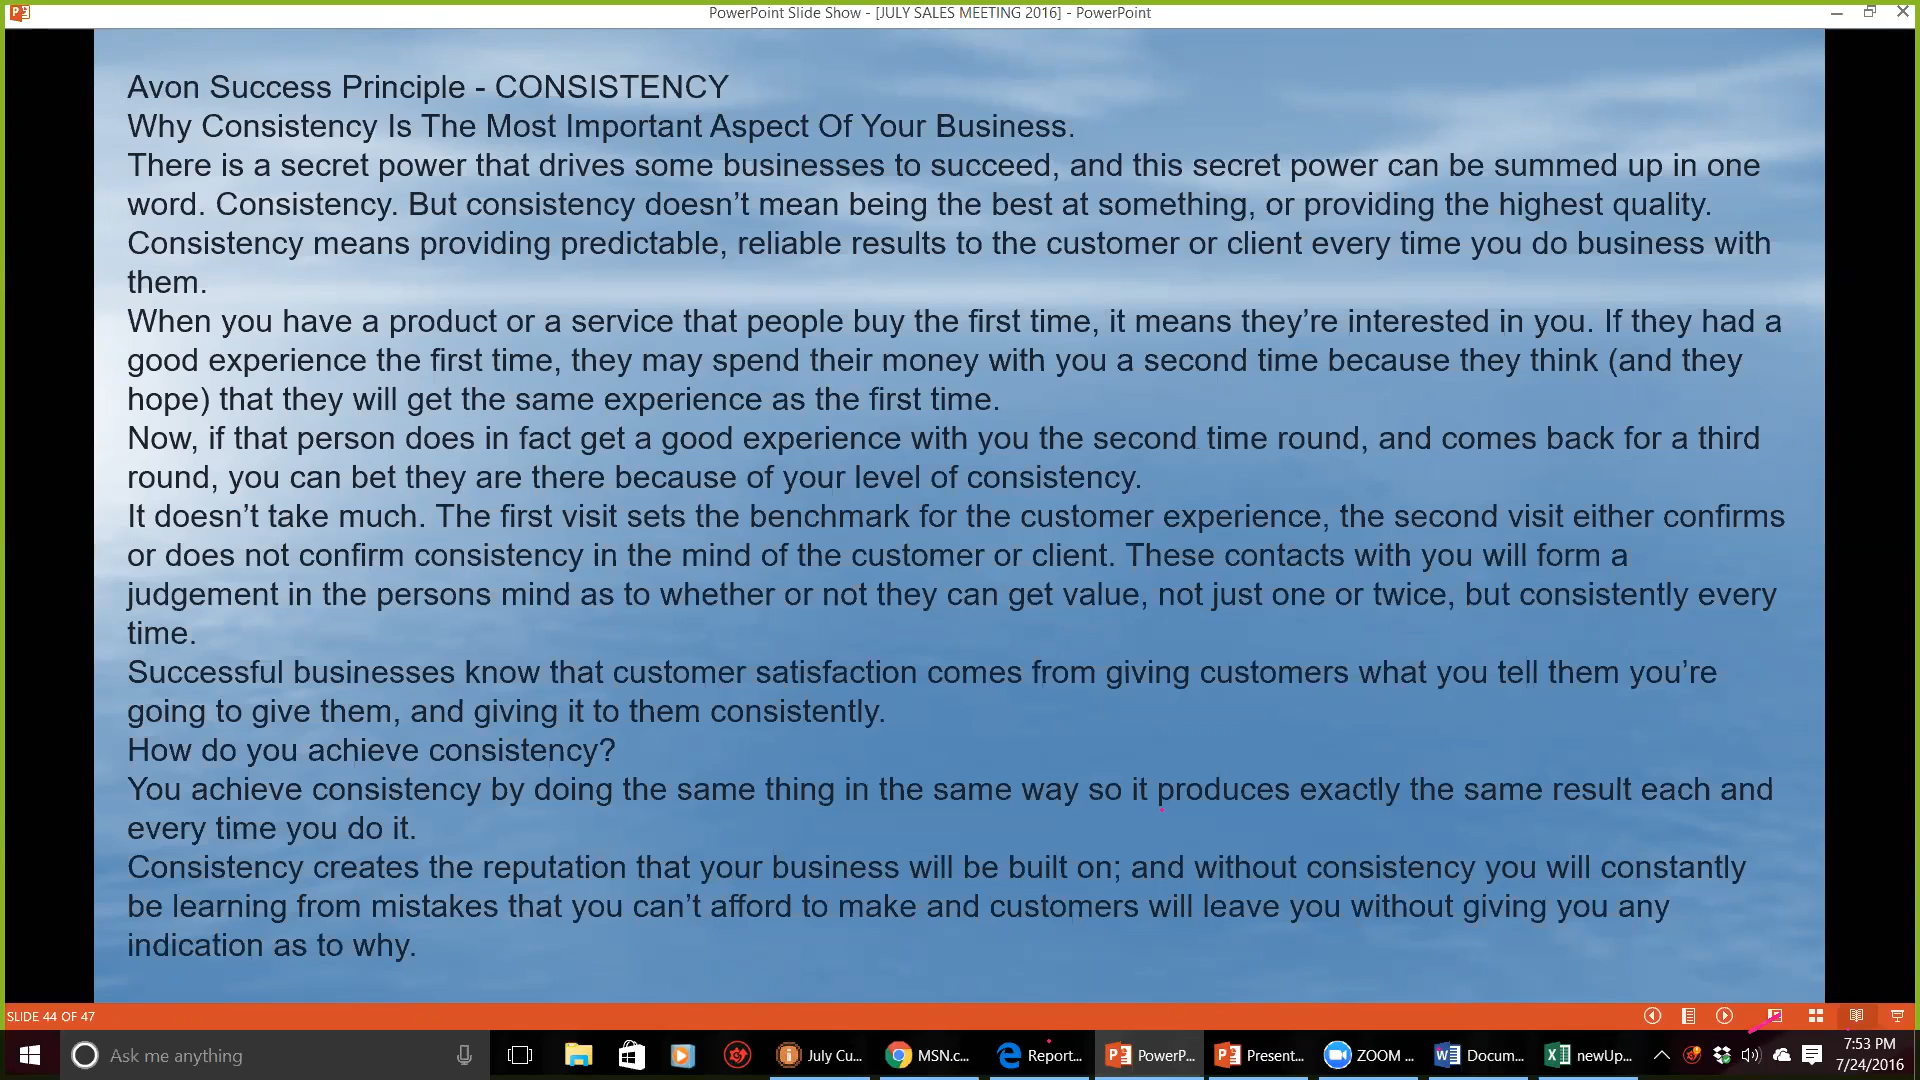 PowerPoint Slide Show - [JULY SALES MEETING 2016] - PowerPoint
Avon Success Principle - CONSISTENCY
Why Consistency Is The Most Important Aspect Of Your Business.
There is a secret power that drives some businesses to succeed, and this secret power can be summed up in one
word. Consistency. But consistency doesn’t mean being the best at something, or providing the highest quality.
Consistency means providing predictable, reliable results to the customer or client every time you do business with
them.
When you have a product or a service that people buy the first time, it means they’re interested in you. If they had a
good experience the first time, they may spend their money with you a second time because they think (and they
hope) that they will get the same experience as the first time.
Now, if that person does in fact get a good experience with you the second time round, and comes back for a third
round, you can bet they are there because of your level of consistency.
It doesn’t take much. The first visit sets the benchmark for the customer experience, the second visit either confirms
or does not confirm consistency in the mind of the customer or client. These contacts with you will form a
judgement in the persons mind as to whether or not they can get value, not just one or twice, but consistently every
time.
Successful businesses know that customer satisfaction comes from giving customers what you tell them you’re
going to give them, and giving it to them consistently.
How do you achieve consistency?
You achieve consistency by doing the same thing in the same way so it produces exactly the same result each and
every time you do it.
Consistency creates the reputation that your business will be built on; and without consistency you will constantly
be learning from mistakes that you can’t afford to make and customers will leave you without giving you any
indication as to why.
SLIDE 44 OF 47
Ask me anything
July Cu...
MSN.c...
Report...
PowerP...
Present...
ZOOM ...
Docum...
newUp...
7:53 PM
7/24/2016